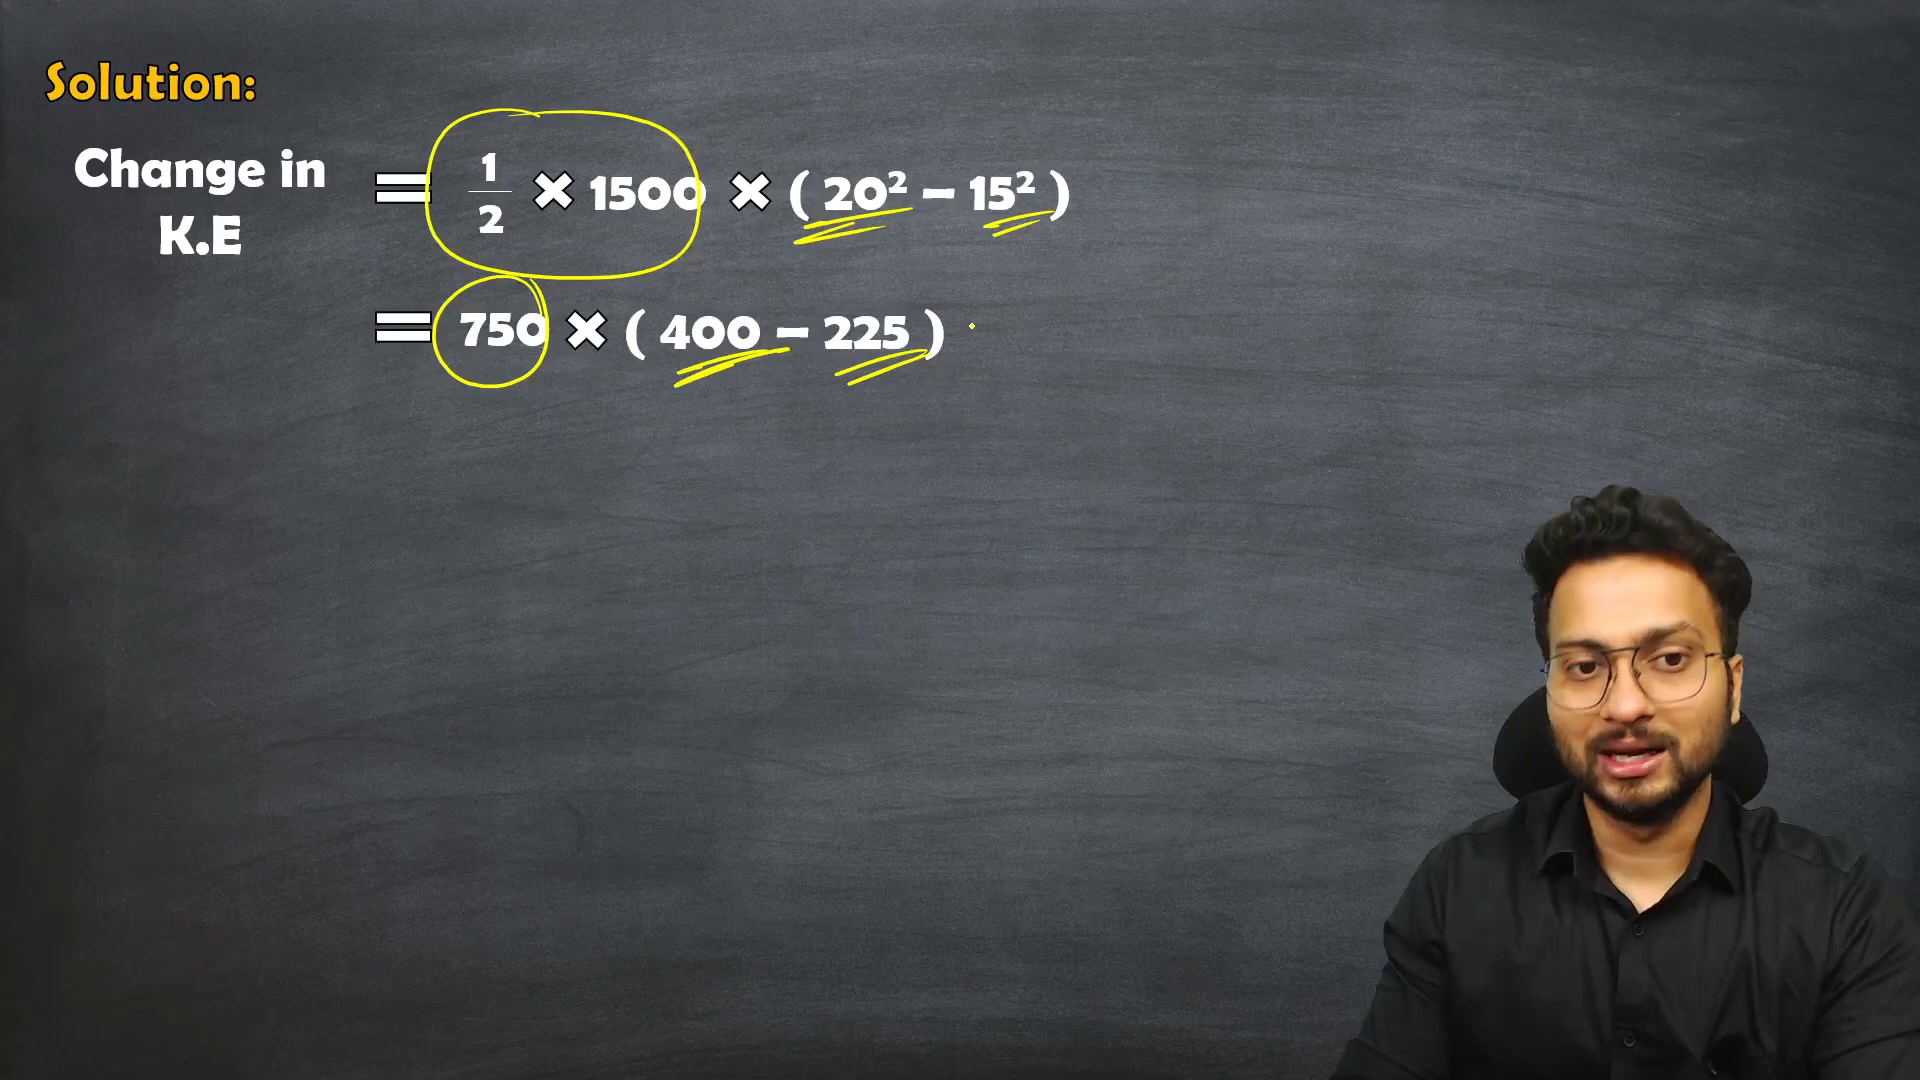 Solution:
Change in K.E = 1/2 × 1500 × ( 20² – 15² )
= 750 × ( 400 – 225 )